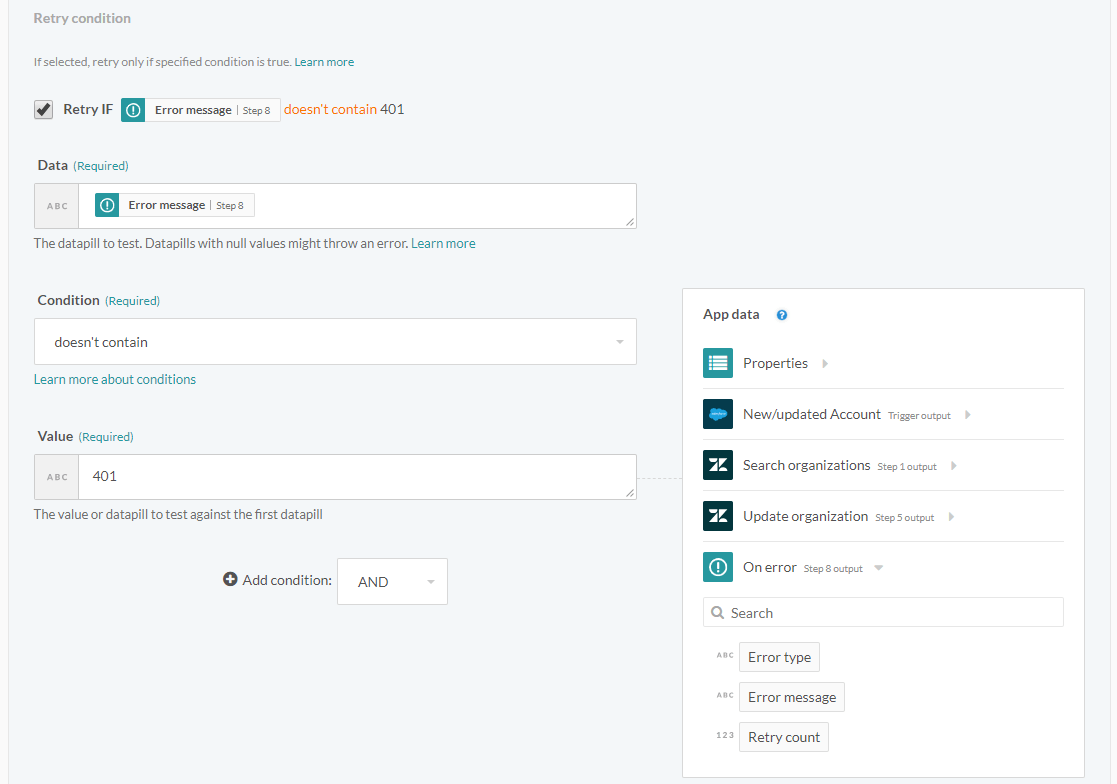 Retry condition
If selected, retry only if specified condition is true. Learn more
Retry IF Error message | Step 8 doesn't contain 401
Data (Required)
ABC Error message | Step 8
The datapill to test. Datapills with null values might throw an error. Learn more
Condition (Required)
doesn't contain
Learn more about conditions
Value (Required)
ABC 401
The value or datapill to test against the first datapill
Add condition: AND
App data ?
Properties
New/updated Account Trigger output
Search organizations Step 1 output
Update organization Step 5 output
On error Step 8 output
Search
ABC Error type
ABC Error message
123 Retry count